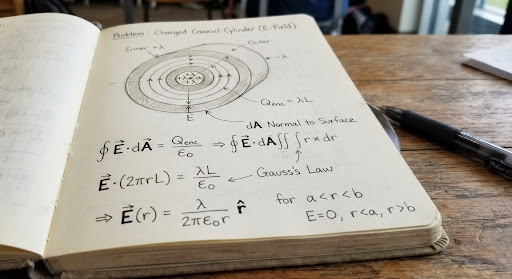 Problem: Charged Coaxial Cylinder (E-Field)
Inner +λ
Outer
-λ
+λ
a
E
Qenc = λL
dA Normal to Surface
∮ E⃗·dA⃗ = Qenc/ε₀ ⇒ ∮ E⃗·dA ∫∫ ∫ r × dr
E⃗·(2πrL) = λL/ε₀ ← Gauss's Law
⇒ E⃗(r) = λ/2πε₀r r̂ for a<r<b
E=0, r<a, r>b